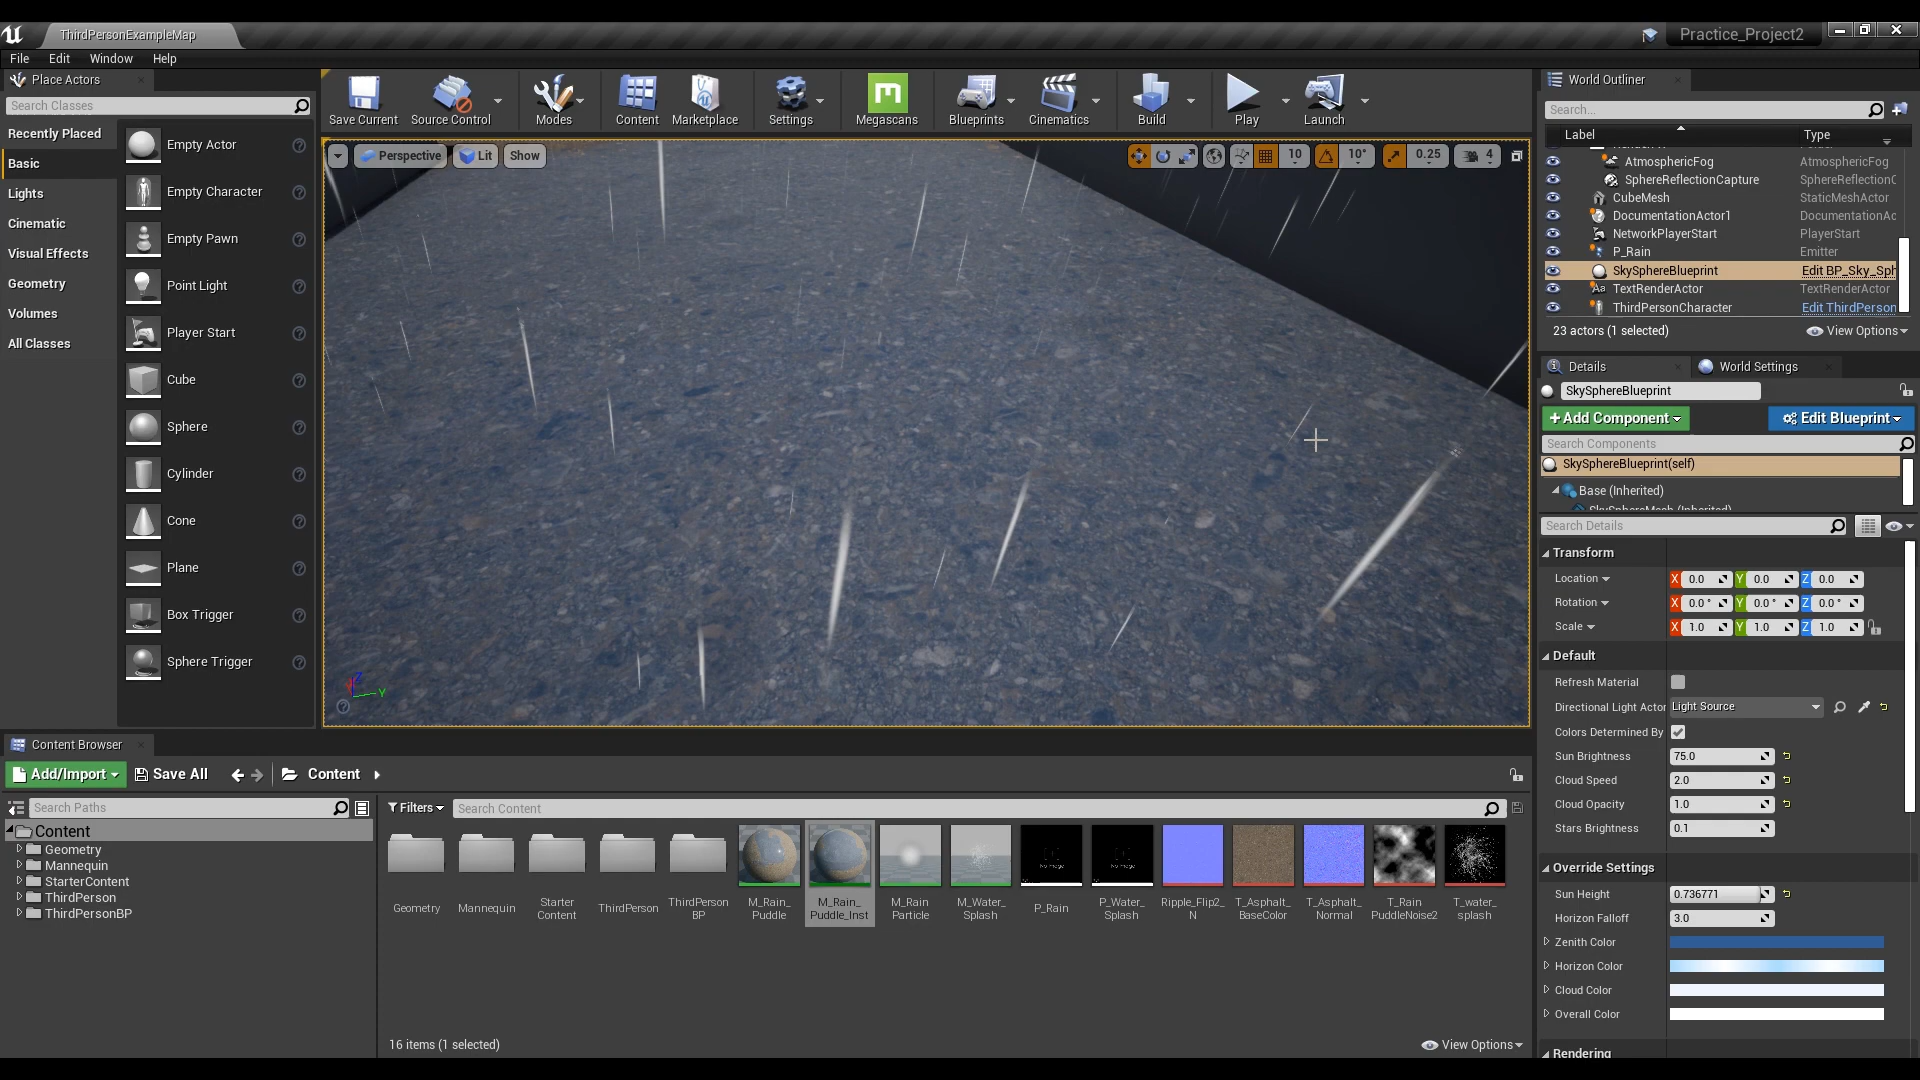 ThirdPersonExampleMap
Practice_Project2
File Edit Window Help
Place Actors
Search Classes
Recently Placed
Basic
Lights
Cinematic
Visual Effects
Geometry
Volumes
All Classes
Empty Actor
Empty Character
Empty Pawn
Point Light
Player Start
Cube
Sphere
Cylinder
Cone
Plane
Box Trigger
Sphere Trigger
Save Current
Source Control
Modes
Content
Marketplace
Settings
Megascans
Blueprints
Cinematics
Build
Play
Launch
Perspective
Lit
Show
10
10°
0.25
4
Y
World Outliner
Search...
Label Type
AtmosphericFog AtmosphericFog
SphereReflectionCapture SphereReflectionC
CubeMesh StaticMeshActor
DocumentationActor1 DocumentationAc
NetworkPlayerStart PlayerStart
P_Rain Emitter
SkySphereBlueprint Edit BP_Sky_Sph
TextRenderActor TextRenderActor
ThirdPersonCharacter Edit ThirdPerson
23 actors (1 selected)
View Options
Details
World Settings
SkySphereBlueprint
+Add Component
Edit Blueprint
Search Components
SkySphereBlueprint(self)
Base (Inherited)
Search Details
Transform
Location X 0.0 Y 0.0 Z 0.0
Rotation X 0.0 ° Y 0.0 ° Z 0.0 °
Scale X 1.0 Y 1.0 Z 1.0
Default
Refresh Material
Directional Light Actor Light Source
Colors Determined By
Sun Brightness 75.0
Cloud Speed 2.0
Cloud Opacity 1.0
Stars Brightness 0.1
Override Settings
Sun Height 0.736771
Horizon Falloff 3.0
Zenith Color
Horizon Color
Cloud Color
Overall Color
Rendering
Content Browser
Add/Import
Save All
Content
Search Paths
Content
Geometry
Mannequin
StarterContent
ThirdPerson
ThirdPersonBP
Filters
Search Content
Geometry
Mannequin
Starter
Content
ThirdPerson
ThirdPerson
BP
M_Rain_
Puddle
M_Rain_
Puddle_Inst
M_Rain
Particle
M_Water_
Splash
P_Rain
P_Water_
Splash
Ripple_Flip2_
N
T_Asphalt_
BaseColor
T_Asphalt_
Normal
T_Rain
PuddleNoise2
T_water_
splash
16 items (1 selected)
View Options